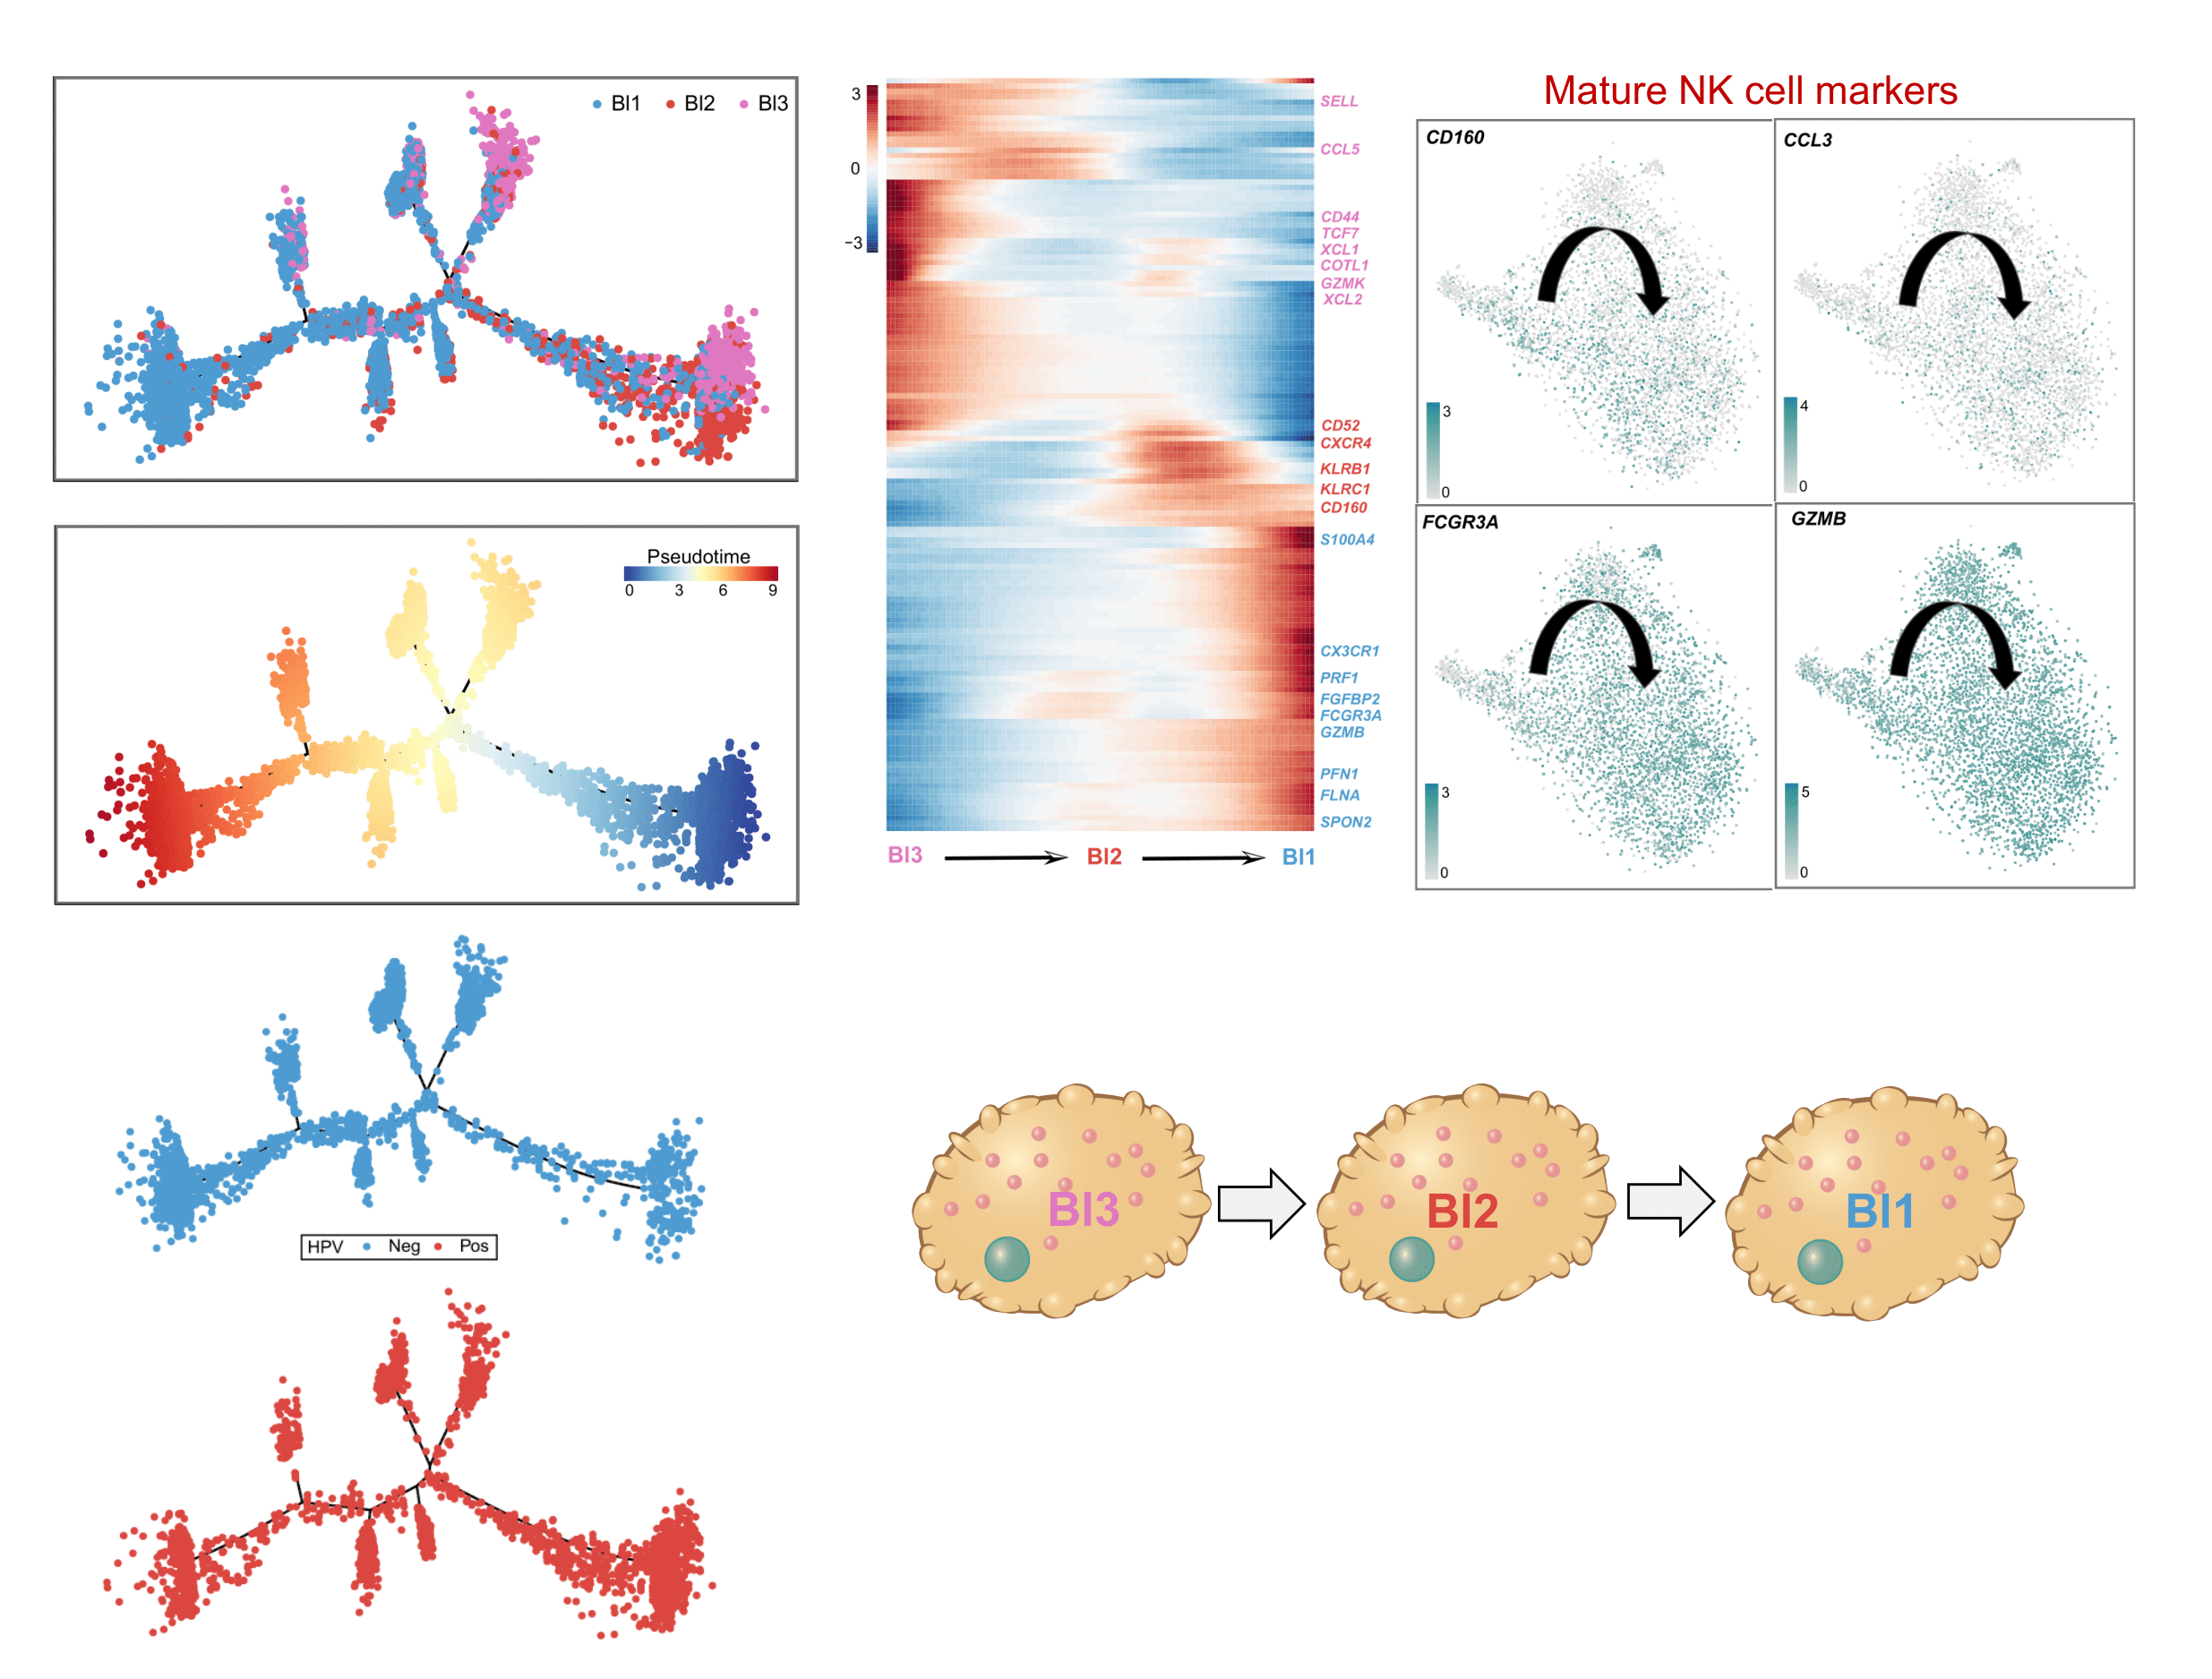 BI1 BI2 BI3
Pseudotime
0 3 6 9
HPV Neg Pos
3
0
−3
SELL
CCL5
CD44
TCF7
XCL1
COTL1
GZMK
XCL2
CD52
CXCR4
KLRB1
KLRC1
CD160
S100A4
CX3CR1
PRF1
FGFBP2
FCGR3A
GZMB
PFN1
FLNA
SPON2
BI3 BI2 BI1
Mature NK cell markers
CD160
3
0
CCL3
4
0
FCGR3A
3
0
GZMB
5
0
BI3 BI2 BI1